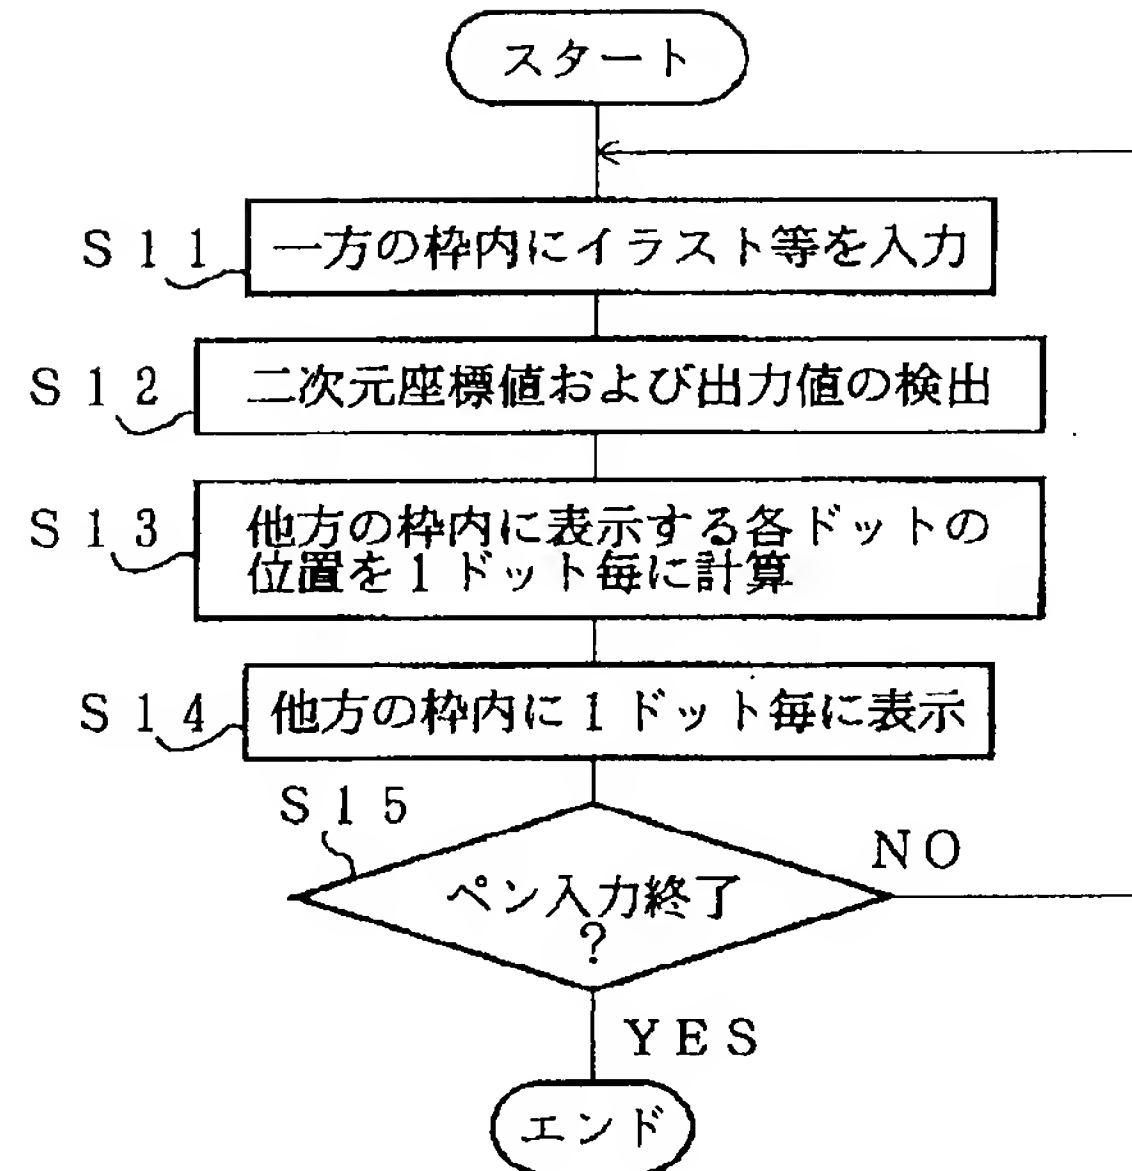 スタート
S11 一方の枠内にイラスト等を入力
S12 二次元座標値および出力値の検出
S13 他方の枠内に表示する各ドットの
位置を1ドット毎に計算
S14 他方の枠内に1ドット毎に表示
S15
NO
ペン入力終了
?
YES
エンド